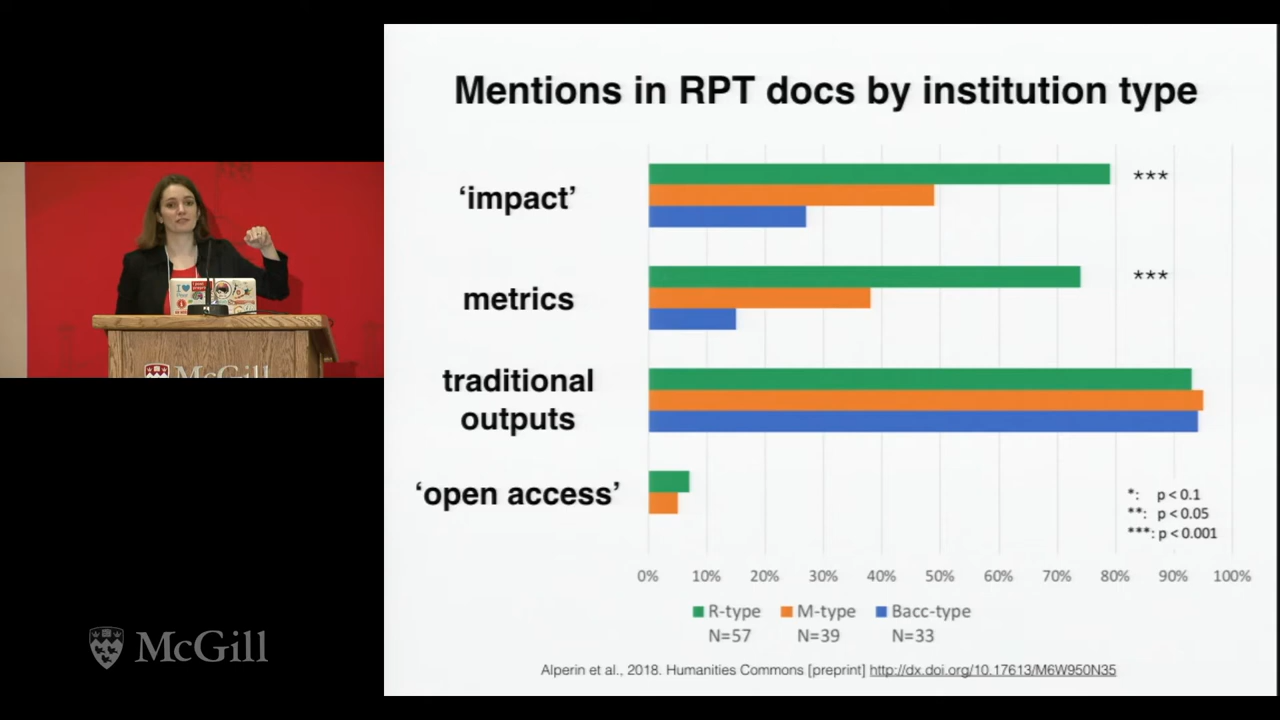 Mentions in RPT docs by institution type
‘impact’
***
metrics
***
traditional
outputs
‘open access’
*: p < 0.1
**: p < 0.05
***: p < 0.001
0% 10% 20% 30% 40% 50% 60% 70% 80% 90% 100%
R-type M-type Bacc-type
N=57 N=39 N=33
Alperin et al., 2018. Humanities Commons [preprint] http://dx.doi.org/10.17613/M6W950N35
McGill
McGill